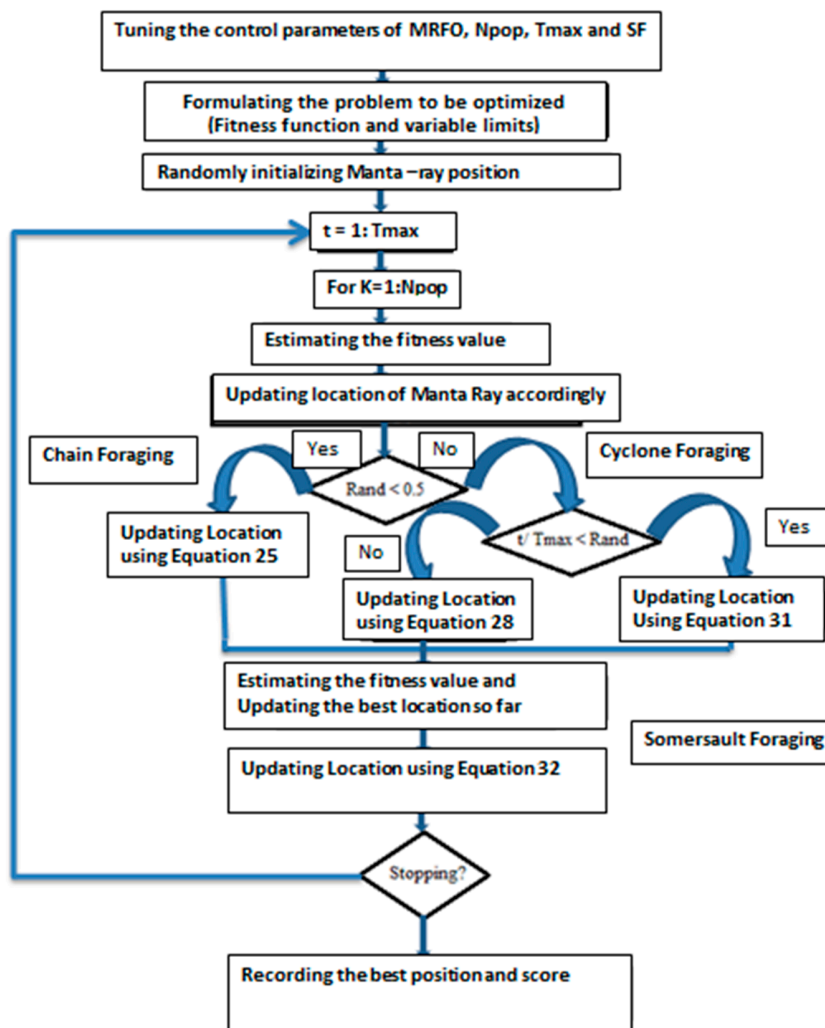 Tuning the control parameters of MRFO, Npop, Tmax and SF
Formulating the problem to be optimized
(Fitness function and variable limits)
Randomly initializing Manta –ray position
t = 1: Tmax
For K=1:Npop
Estimating the fitness value
Updating location of Manta Ray accordingly
Chain Foraging
Yes
No
Cyclone Foraging
Rand < 0.5
Updating Location
using Equation 25
No
t/ Tmax < Rand
Yes
Updating Location
using Equation 28
Updating Location
Using Equation 31
Estimating the fitness value and
Updating the best location so far
Somersault Foraging
Updating Location using Equation 32
Stopping?
Recording the best position and score